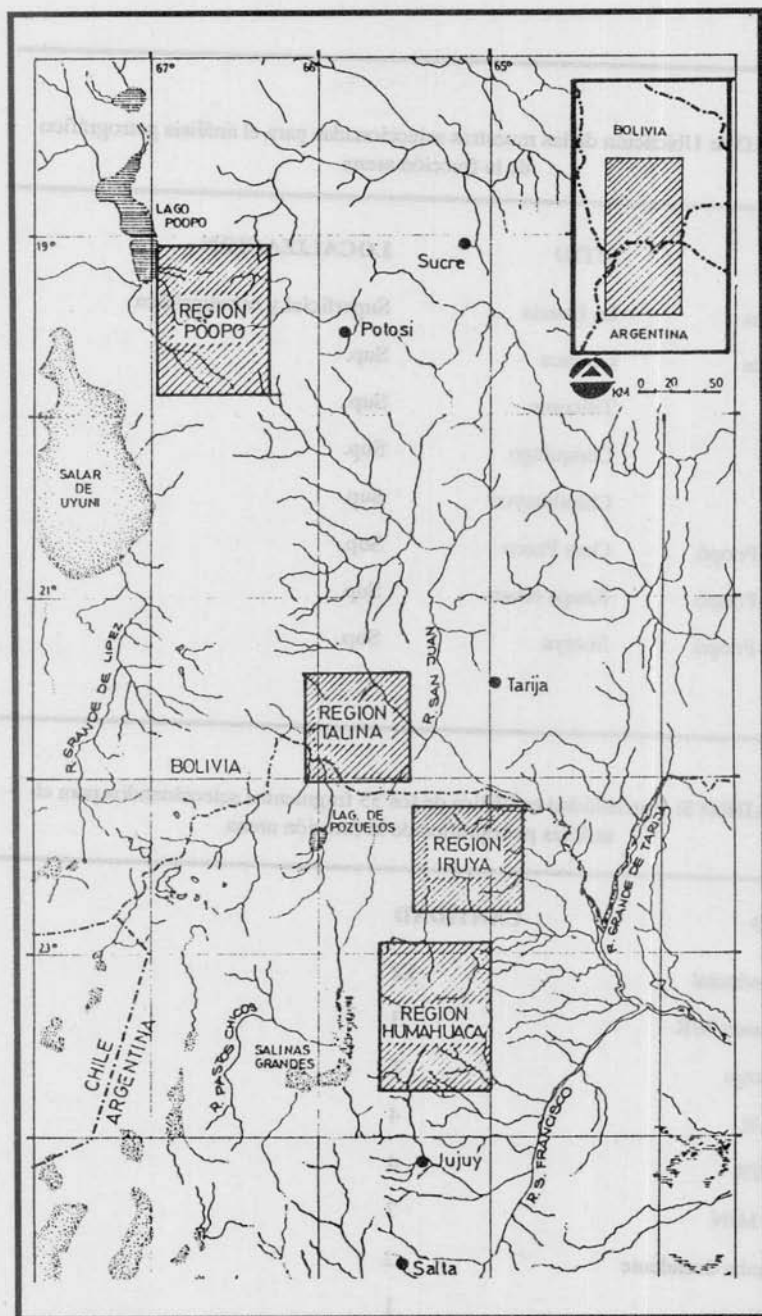 67°
66
65°
BOLIVIA
ARGENTINA
KM 0 20 50
LAGO
POOPO
19°
Sucre
REGION
POOPO
Potosi
SALAR
DE
UYUNI
21°
R. GRANDE DE LIPEZ
R. SAN JUAN
Tarija
REGION
TALINA
BOLIVIA
LAG. DE
POZUELOS
REGION
IRUYA
R. GRANDE DE TARIJA
23°
REGION
HUMAHUACA
CHILE
ARGENTINA
R. PASTOS CHICOS
SALINAS
GRANDES
R. S. FRANCISCO
Jujuy
Salta